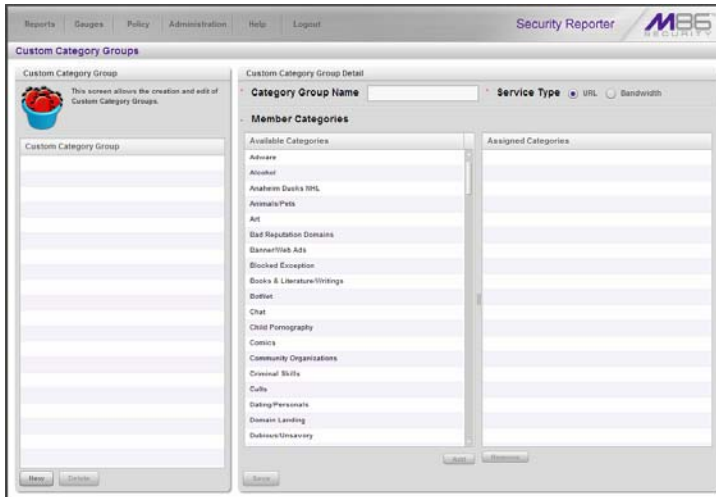 Reports Gauges Policy Administration Help Logout Security Reporter M86 SECURITY
Custom Category Groups
Custom Category Group
This screen allows the creation and edit of
Custom Category Groups.
Custom Category Group
New Delete
Custom Category Group Detail
* Category Group Name * Service Type URL Bandwidth
Member Categories
Available Categories
Adware
Alcohol
Anaheim Ducks NHL
Animals/Pets
Art
Bad Reputation Domains
Banner/Web Ads
Blocked Exception
Books & Literature/Writings
BotNet
Chat
Child Pornography
Comics
Community Organizations
Criminal Skills
Cults
Dating/Personals
Domain Landing
Dubious/Unsavory
Assigned Categories
Add Remove
Save